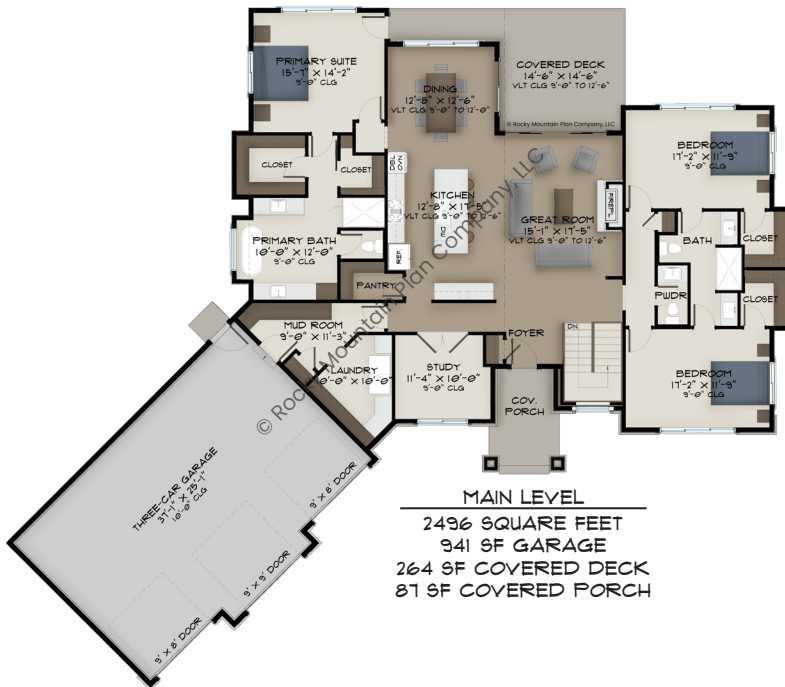 PRIMARY SUITE
15'-7" X 14'-2"
9'-0" CLG
COVERED DECK
14'-6" X 14'-6"
VLT CLG 9'-0" TO 12'-6"
© Rocky Mountain Plan Company, LLC
DINING
12'-8" X 12'-6"
VLT CLG 9'-0" TO 12'-0"
BEDROOM
17'-2" X 11'-9"
9'-0" CLG
CLOSET
CLOSET
DBL
OVN
KITCHEN
12'-8" X 17'-5"
VLT CLG 9'-0" TO 12'-6"
REF.
GREAT ROOM
15'-1" X 17'-5"
VLT CLG 9'-0" TO 12'-6"
FIREPL
PRIMARY BATH
10'-0" X 12'-0"
9'-0" CLG
BATH
CLOSET
PANTRY
PWDR
CLOSET
MUD ROOM
9'-0" X 11'-3"
LAUNDRY
10'-0" X 10'-0"
STUDY
11'-4" X 10'-0"
9'-0" CLG
FOYER
DN
BEDROOM
17'-2" X 11'-9"
9'-0" CLG
COV.
PORCH
© Rocky Mountain Plan Company, LLC
THREE-CAR GARAGE
37'-1" X 25'-1"
10'-0" CLG
9' X 8' DOOR
9' X 9' DOOR
9' X 8' DOOR
MAIN LEVEL
2496 SQUARE FEET
941 SF GARAGE
264 SF COVERED DECK
87 SF COVERED PORCH